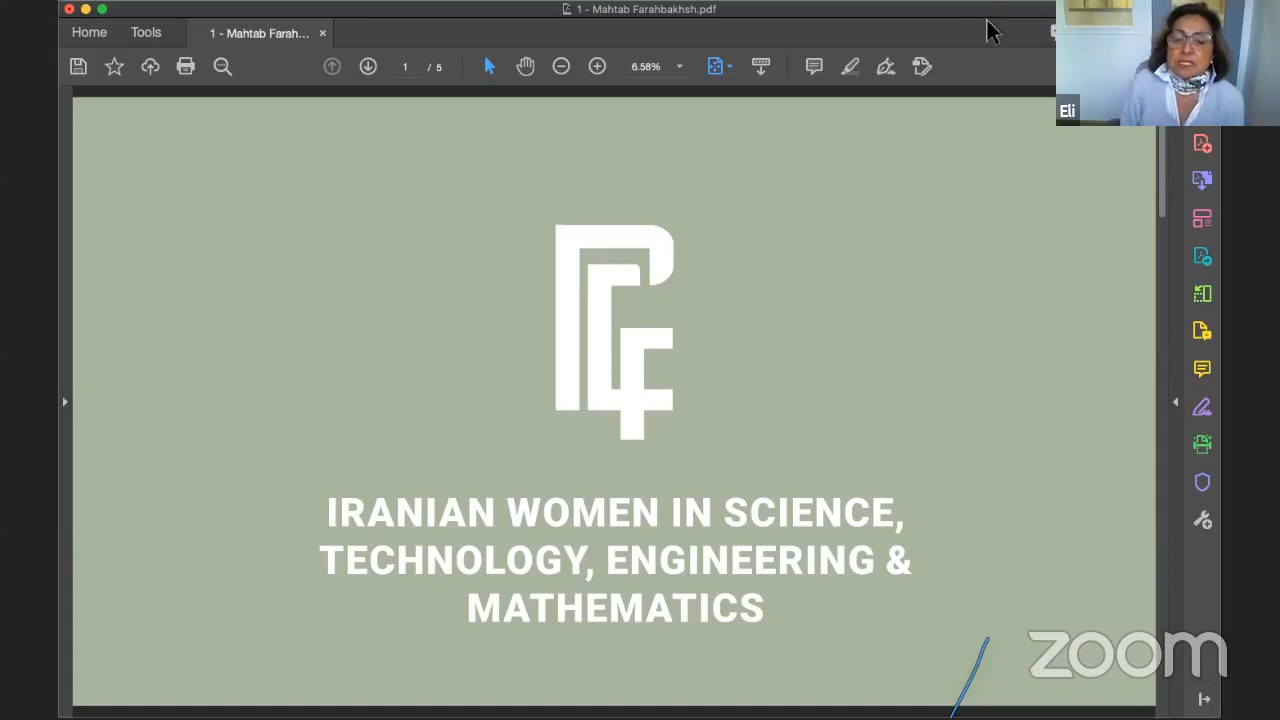 1 - Mahtab Farahbakhsh.pdf
Home Tools 1 - Mahtab Farah... ×
1 / 5 6.58%
Eli
IRANIAN WOMEN IN SCIENCE,
TECHNOLOGY, ENGINEERING &
MATHEMATICS
zoom